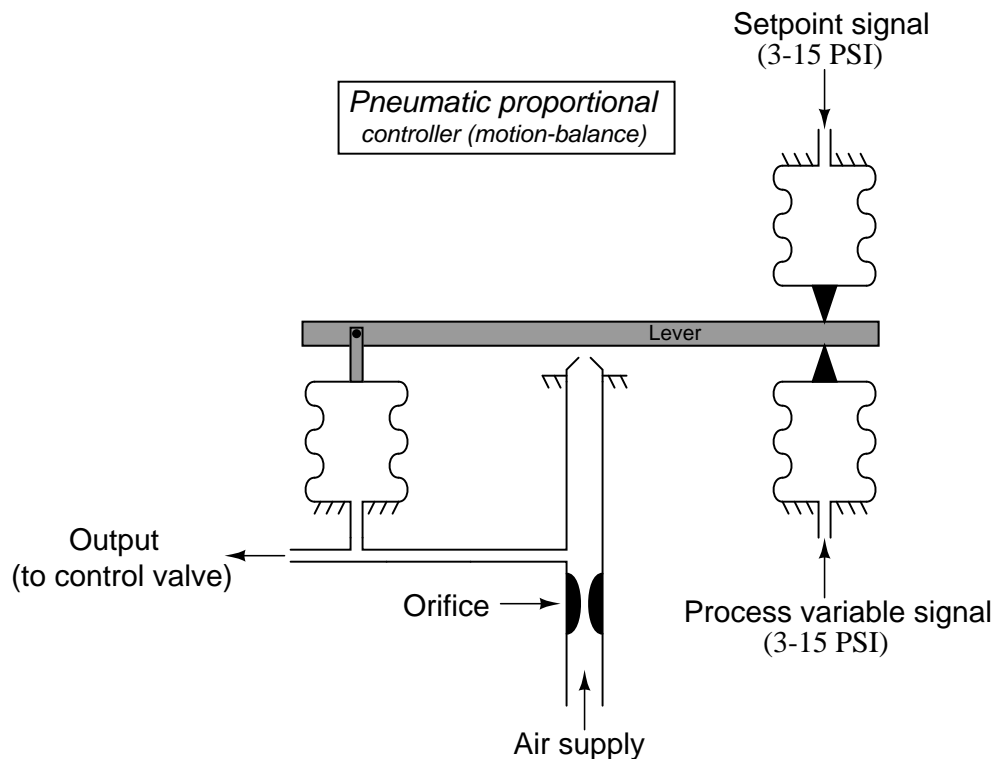 Setpoint signal
(3-15 PSI)
Pneumatic proportional
controller (motion-balance)
Lever
Output
(to control valve)
Orifice
Process variable signal
(3-15 PSI)
Air supply